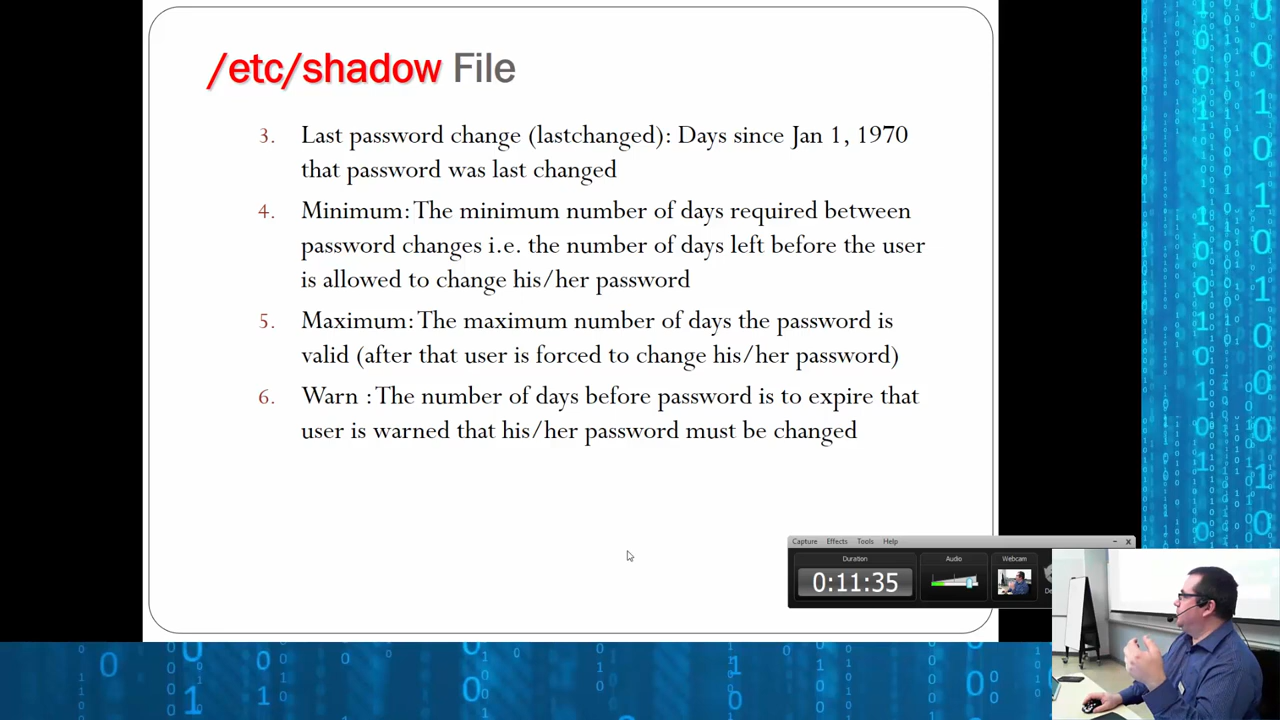 /etc/shadow File
3. Last password change (lastchanged): Days since Jan 1, 1970
that password was last changed
4. Minimum: The minimum number of days required between
password changes i.e. the number of days left before the user
is allowed to change his/her password
5. Maximum: The maximum number of days the password is
valid (after that user is forced to change his/her password)
6. Warn : The number of days before password is to expire that
user is warned that his/her password must be changed
Capture Effects Tools Help
Duration Audio Webcam
0:11:35